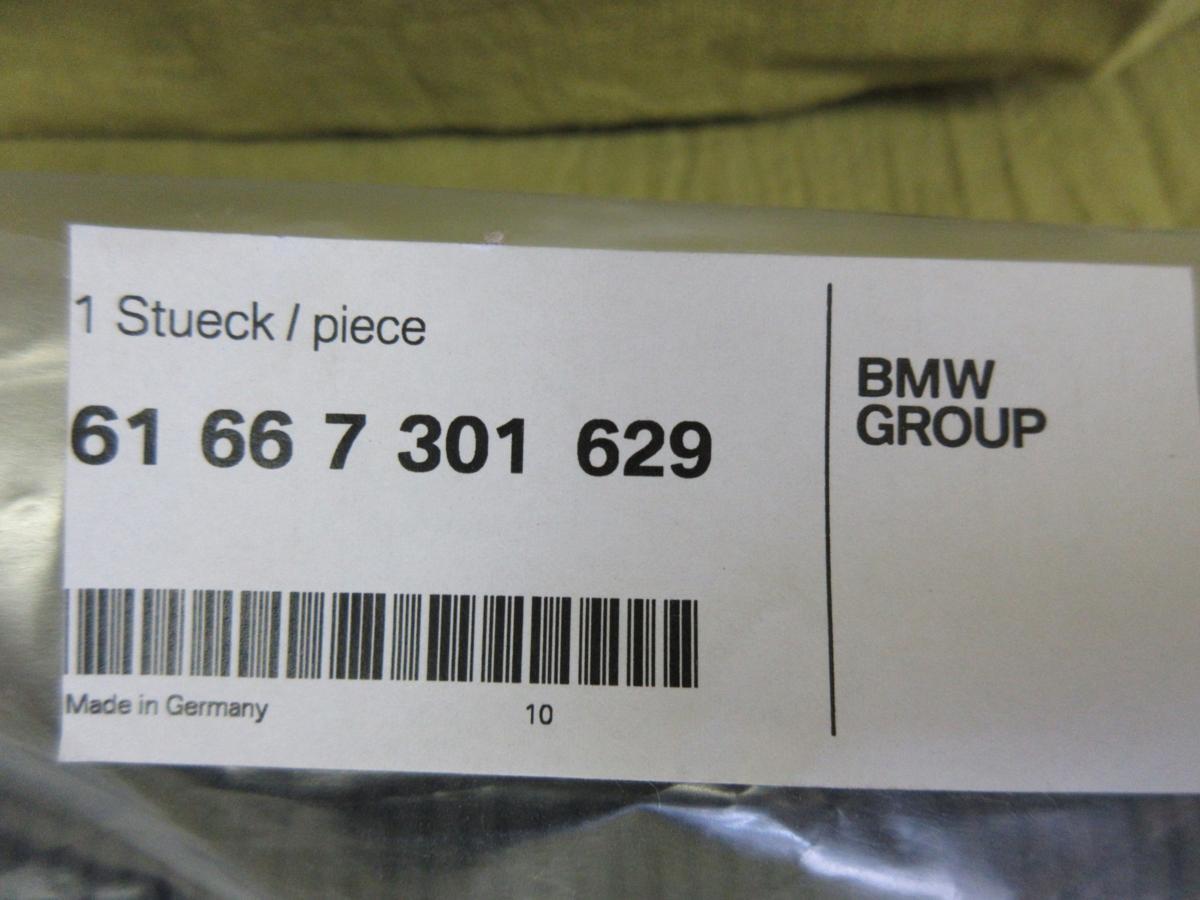 1 Stueck / piece
61 66 7 301 629
Made in Germany
10
BMW
GROUP